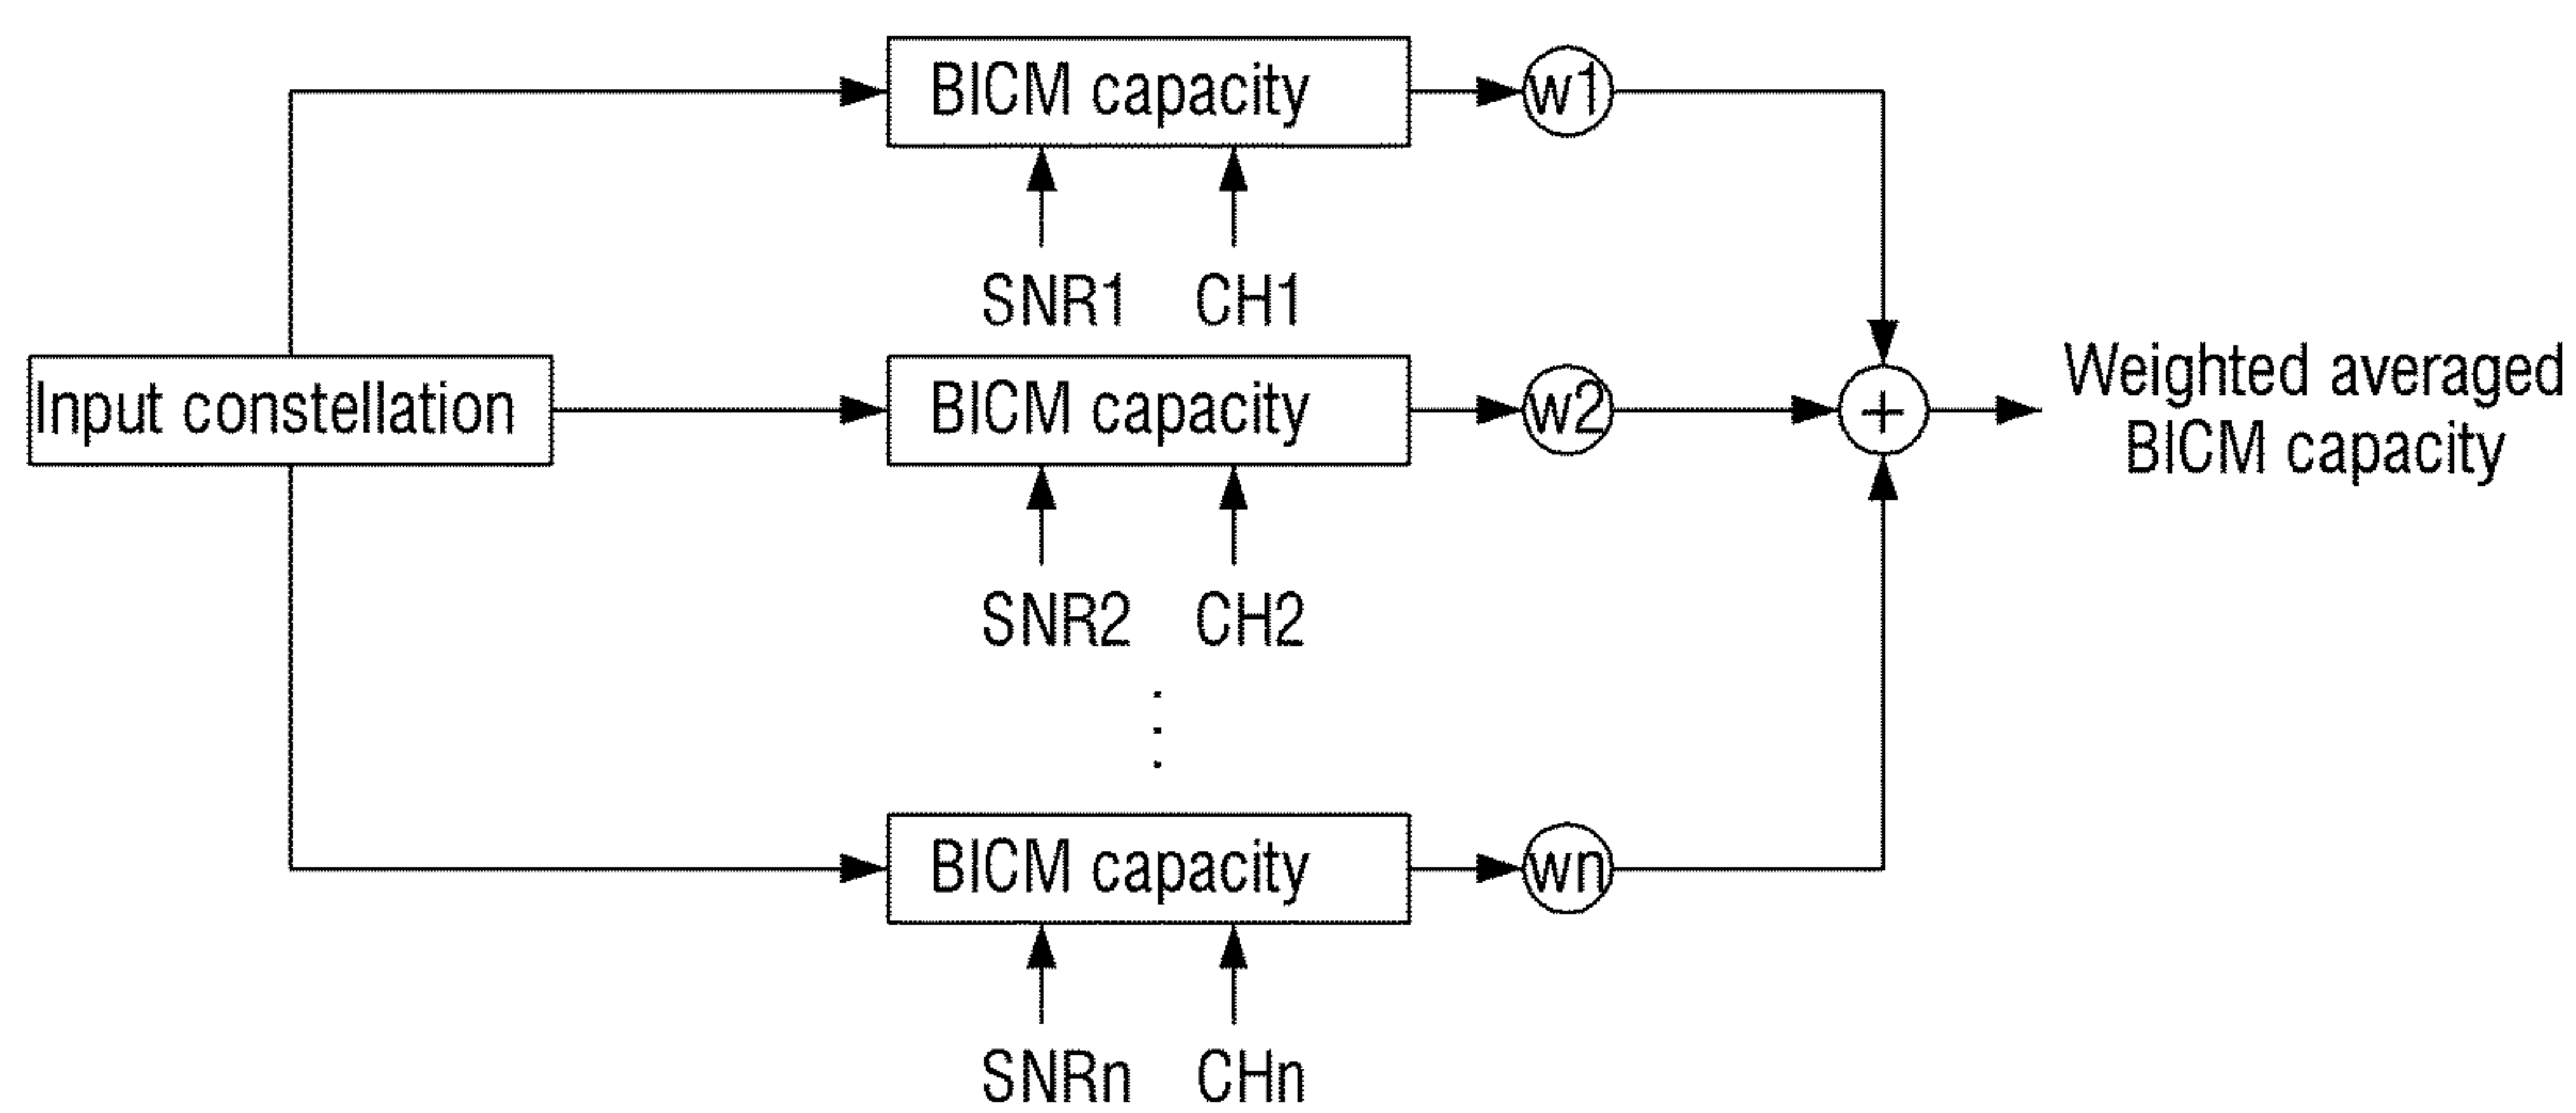 BICM capacity
w1
SNR1 CH1
Input constellation
BICM capacity
w2
+
Weighted averaged
BICM capacity
SNR2 CH2
BICM capacity
wn
SNRn CHn